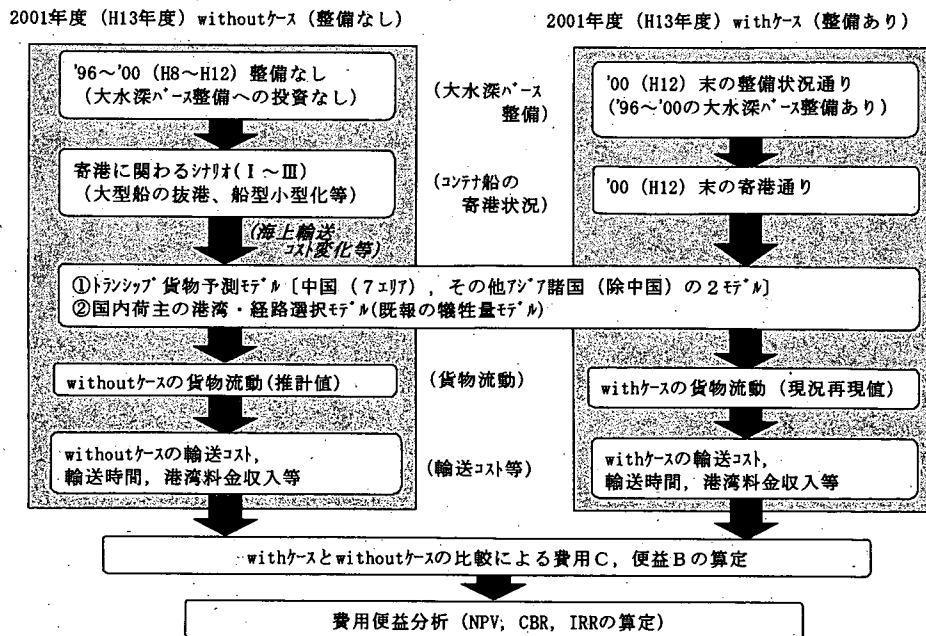 2001年度（H13年度）withoutｹｰｽ（整備なし）
2001年度（H13年度）withｹｰｽ（整備あり）
'96～'00（H8～H12）整備なし
（大水深ﾊﾞｰｽ整備への投資なし）
（大水深ﾊﾞｰｽ
整備）
'00（H12）末の整備状況通り
('96～'00の大水深ﾊﾞｰｽ整備あり）
寄港に関わるｼﾅﾘｵ(Ⅰ～Ⅲ)
（大型船の抜港、船型小型化等）
（ｺﾝﾃﾅ船の
寄港状況）
'00（H12）末の寄港通り
(海上輸送
ｺｽﾄ変化等)
①ﾄﾗﾝｼｯﾌﾟ貨物予測ﾓﾃﾞﾙ［中国（7ｴﾘｱ），その他ｱｼﾞｱ諸国（除中国）の2ﾓﾃﾞﾙ］
②国内荷主の港湾・経路選択ﾓﾃﾞﾙ(既報の犠牲量ﾓﾃﾞﾙ)
withoutｹｰｽの貨物流動(推計値)
（貨物流動）
withｹｰｽの貨物流動（現況再現値）
withoutｹｰｽの輸送ｺｽﾄ，
輸送時間，港湾料金収入等
（輸送ｺｽﾄ等）
withｹｰｽの輸送ｺｽﾄ，
輸送時間，港湾料金収入等
withｹｰｽとwithoutｹｰｽの比較による費用C，便益Bの算定
費用便益分析（NPV, CBR, IRRの算定）